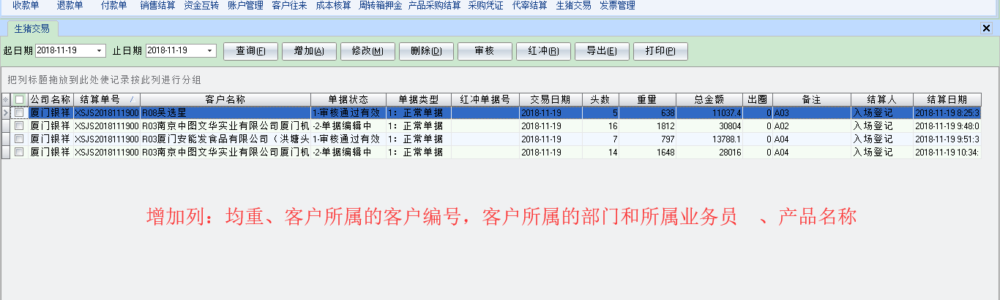 收款单 退款单 付款单 销售结算 资金互转 账户管理 客户往来 成本核算 周转箱押金 产品采购结算 采购凭证 代宰结算 生猪交易 发票管理
生猪交易
起日期 2018-11-19 止日期 2018-11-19 查询(F) 增加(A) 修改(M) 删除(D) 审核 红冲(R) 导出(E) 打印(P)
把列标题拖放到此处使记录按此列进行分组
公司名称 结算单号 客户名称 单据状态 单据类型 红冲单据号 交易日期 头数 重量 总金额 出圈 备注 结算人 结算日期
厦门银祥 XSJS2018111900 R08吴选星 1-审核通过有效 1: 正常单据 2018-11-19 5 638 11037.4 0 A03 入场登记 2018-11-19 8:25:3
厦门银祥 XSJS2018111900 R03南京中图文华实业有限公司厦门机 -2-单据编辑中 1: 正常单据 2018-11-19 16 1812 30804 0 A02 入场登记 2018-11-19 9:48:0
厦门银祥 XSJS2018111900 R03厦门安能发食品有限公司（洪塘头 1-审核通过有效 1: 正常单据 2018-11-19 7 797 13788.1 0 A04 入场登记 2018-11-19 9:51:3
厦门银祥 XSJS2018111900 R03南京中图文华实业有限公司厦门机 -2-单据编辑中 1: 正常单据 2018-11-19 14 1648 28016 0 A04 入场登记 2018-11-19 10:34:
增加列：均重、客户所属的客户编号，客户所属的部门和所属业务员 、产品名称